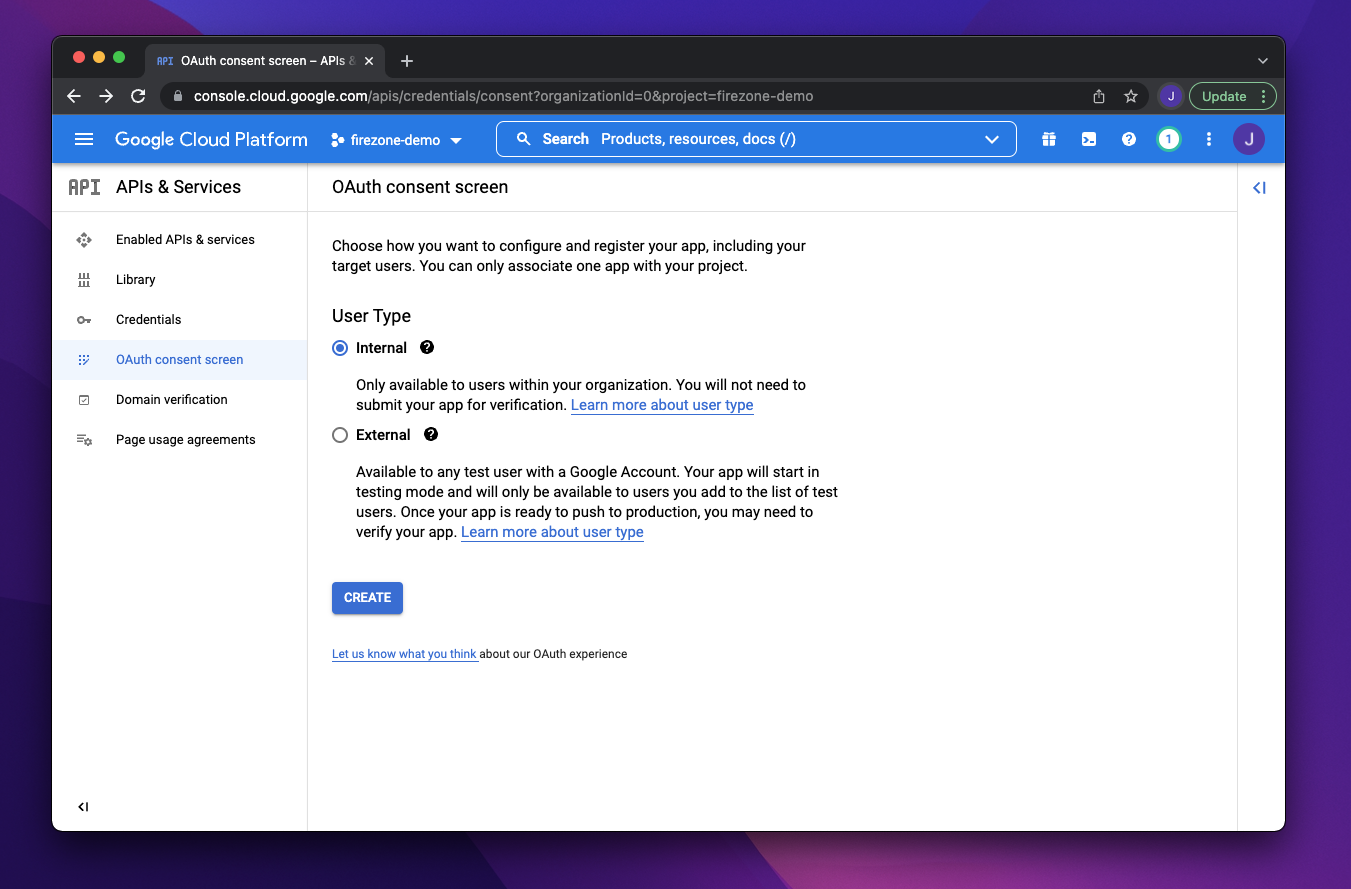 API OAuth consent screen – APIs &
console.cloud.google.com/apis/credentials/consent?organizationId=0&project=firezone-demo
J
Update
Google Cloud Platform
firezone-demo
Search Products, resources, docs (/)
1
J
API APIs & Services
Enabled APIs & services
Library
Credentials
OAuth consent screen
Domain verification
Page usage agreements
OAuth consent screen
Choose how you want to configure and register your app, including your
target users. You can only associate one app with your project.
User Type
Internal
Only available to users within your organization. You will not need to
submit your app for verification. Learn more about user type
External
Available to any test user with a Google Account. Your app will start in
testing mode and will only be available to users you add to the list of test
users. Once your app is ready to push to production, you may need to
verify your app. Learn more about user type
CREATE
Let us know what you think about our OAuth experience